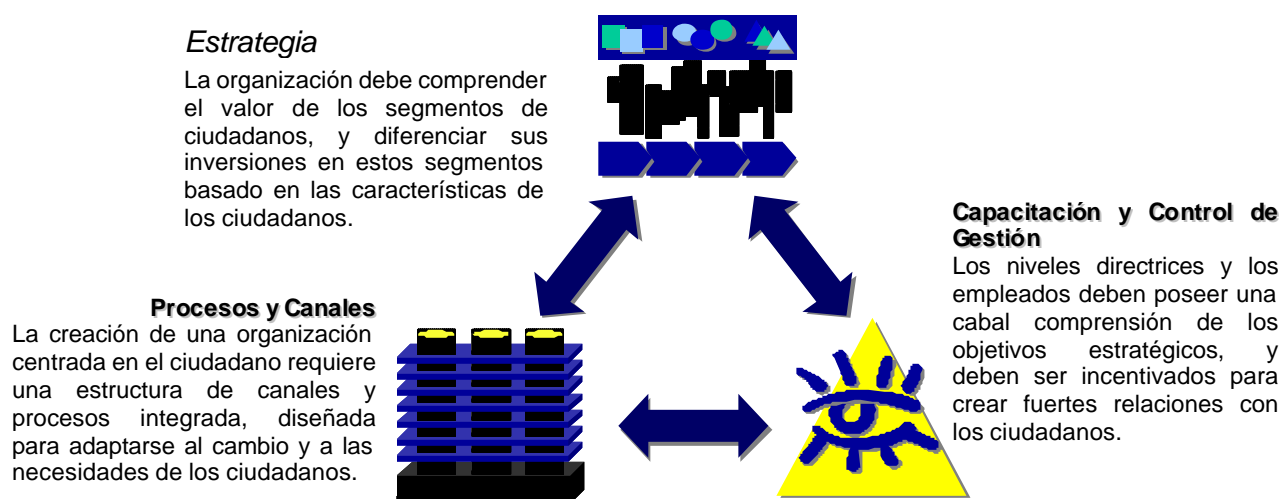 Estrategia
La organización debe comprender
el valor de los segmentos de
ciudadanos, y diferenciar sus
inversiones en estos segmentos
basado en las características de
los ciudadanos.
Capacitación y Control de
Gestión
Los niveles directrices y los
empleados deben poseer una
cabal comprensión de los
objetivos estratégicos, y
deben ser incentivados para
crear fuertes relaciones con
los ciudadanos.
Procesos y Canales
La creación de una organización
centrada en el ciudadano requiere
una estructura de canales y
procesos integrada, diseñada
para adaptarse al cambio y a las
necesidades de los ciudadanos.